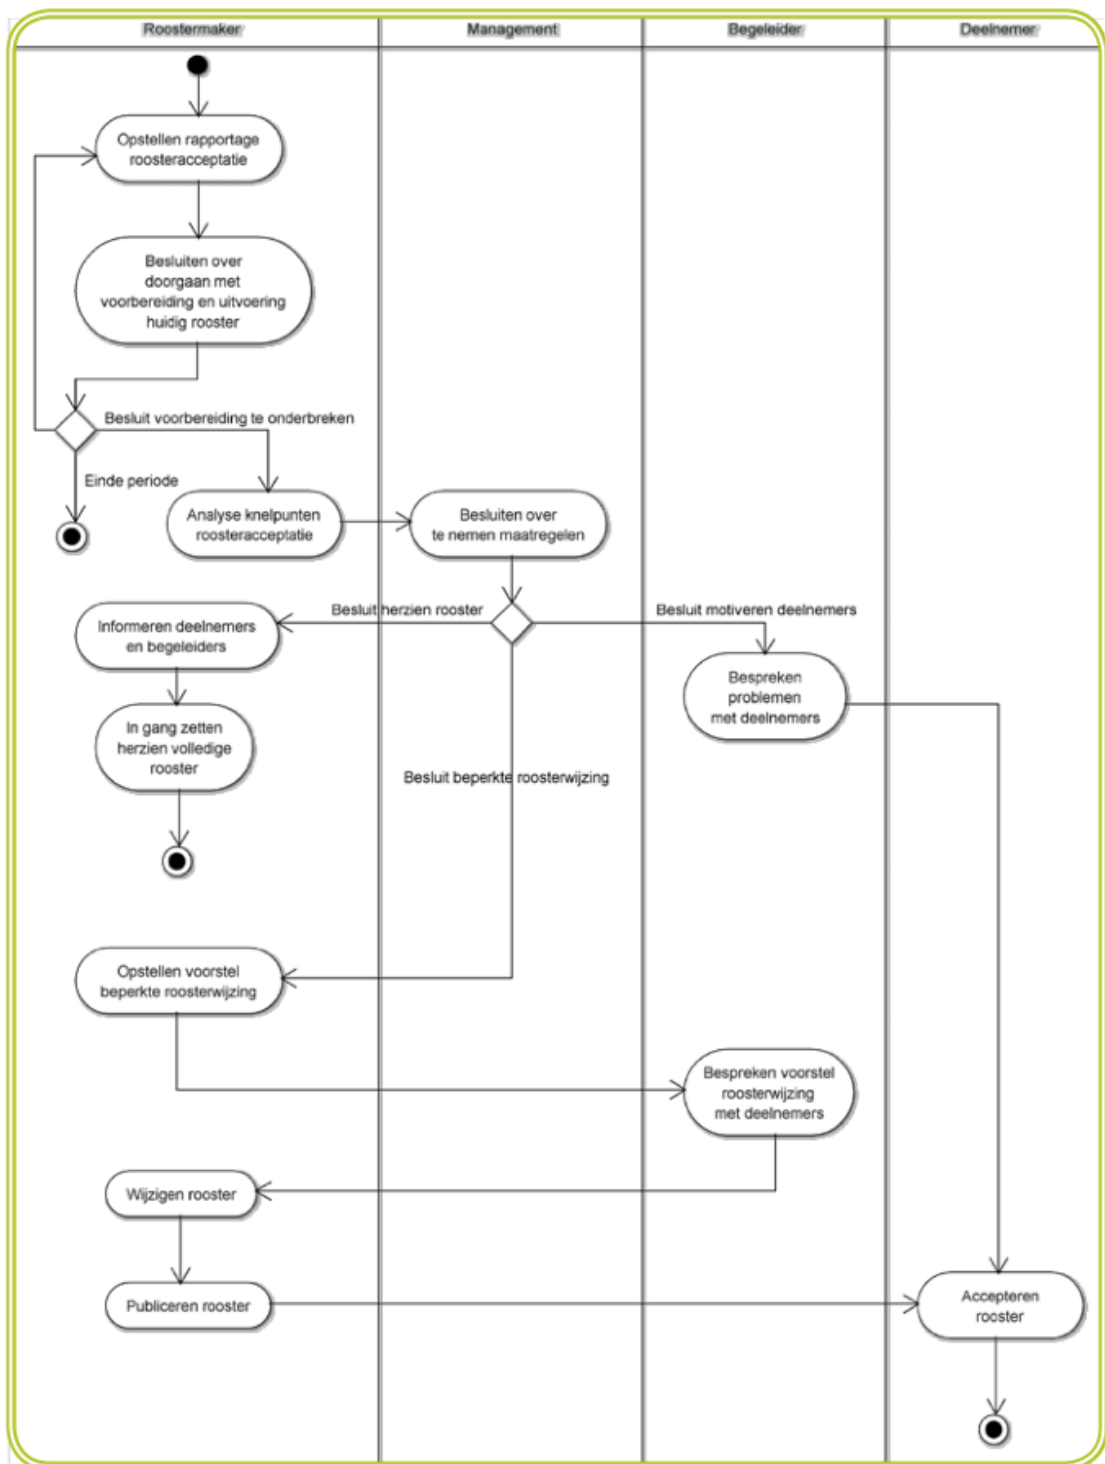 Roostermaker
Management
Begeleider
Deelnemer
Opstellen rapportage
roosteracceptatie
Besluiten over
doorgaan met
voorbereiding en uitvoering
huidig rooster
Besluit voorbereiding te onderbreken
Einde periode
Analyse knelpunten
roosteracceptatie
Besluiten over
te nemen maatregelen
Besluit herzien rooster
Besluit motiveren deelnemers
Informeren deelnemers
en begeleiders
Bespreken
problemen
met deelnemers
In gang zetten
herzien volledige
rooster
Besluit beperkte roosterwijzing
Opstellen voorstel
beperkte roosterwijzing
Bespreken voorstel
roosterwijzing
met deelnemers
Wijzigen rooster
Publiceren rooster
Accepteren
rooster